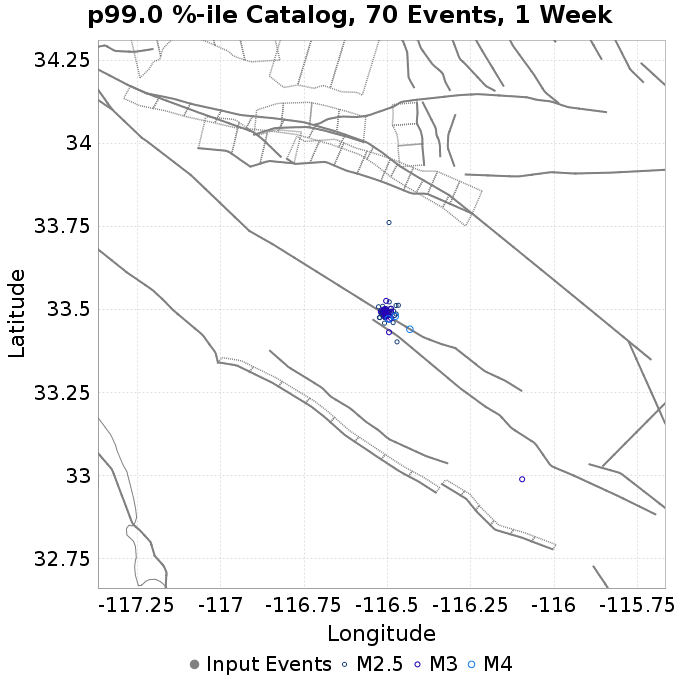 p99.0 %-ile Catalog, 70 Events, 1 Week
34.25
34
33.75
33.5
33.25
33
32.75
Latitude
-117.25 -117 -116.75 -116.5 -116.25 -116 -115.75
Longitude
Input Events M2.5 M3 M4